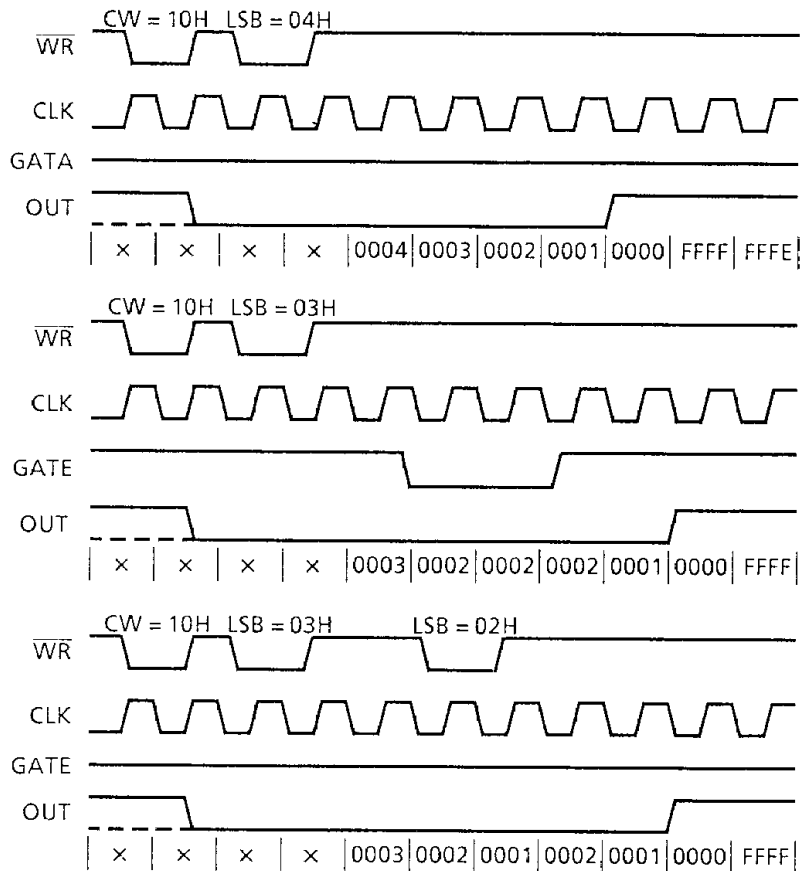 CW = 10H LSB = 04H
WR
CLK
GATA
OUT
× × × × 0004 0003 0002 0001 0000 FFFF FFFE
CW = 10H LSB = 03H
WR
CLK
GATE
OUT
× × × × 0003 0002 0002 0002 0001 0000 FFFF
CW = 10H LSB = 03H LSB = 02H
WR
CLK
GATE
OUT
× × × × 0003 0002 0001 0002 0001 0000 FFFF